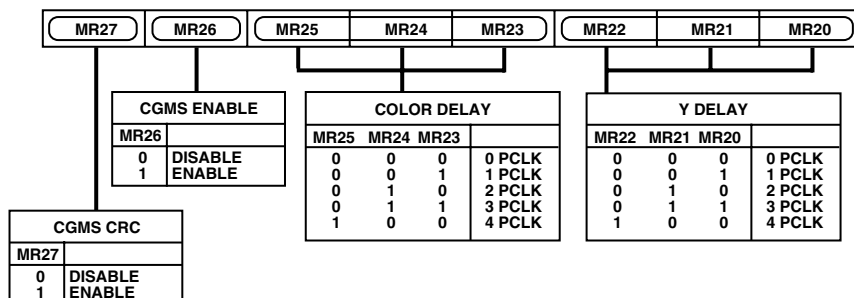 MR27 MR26 MR25 MR24 MR23 MR22 MR21 MR20
CGMS ENABLE
MR26
0 DISABLE
1 ENABLE
COLOR DELAY
MR25 MR24 MR23
0 0 0 0 PCLK
0 0 1 1 PCLK
0 1 0 2 PCLK
0 1 1 3 PCLK
1 0 0 4 PCLK
Y DELAY
MR22 MR21 MR20
0 0 0 0 PCLK
0 0 1 1 PCLK
0 1 0 2 PCLK
0 1 1 3 PCLK
1 0 0 4 PCLK
CGMS CRC
MR27
0 DISABLE
1 ENABLE